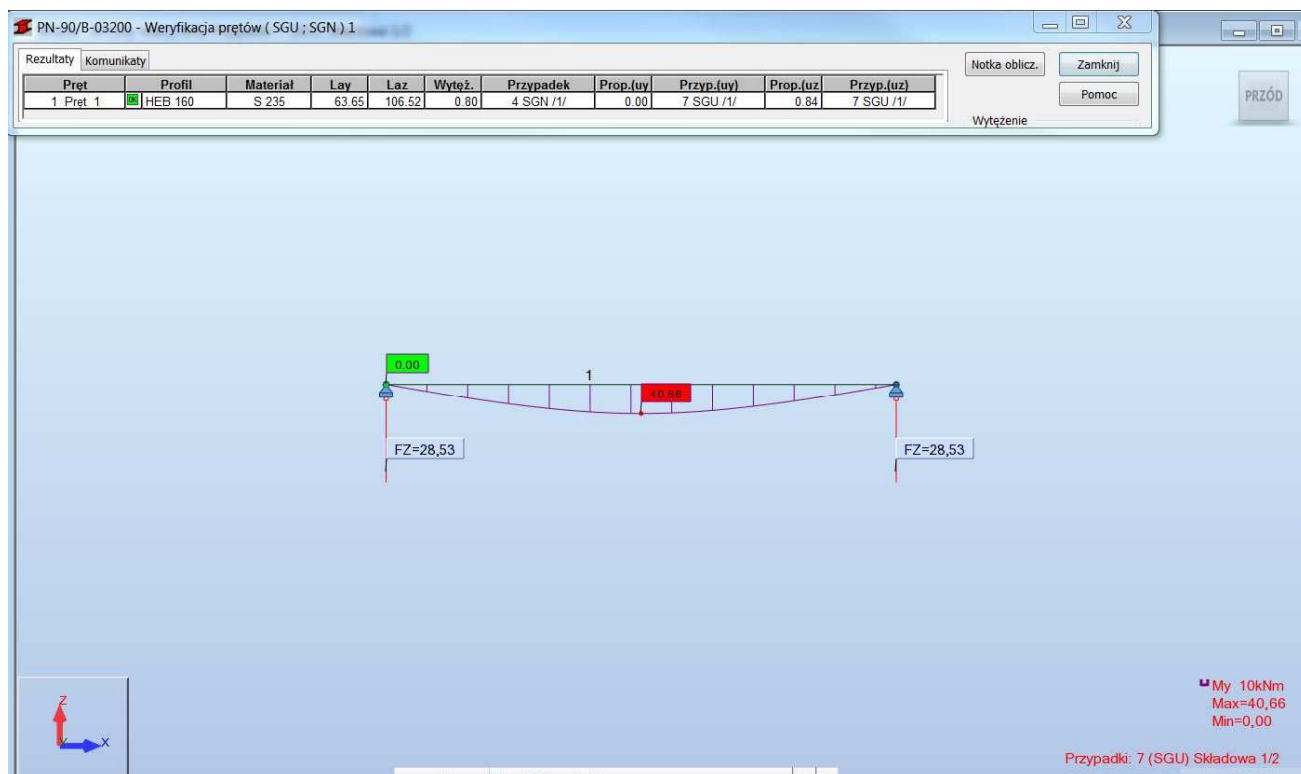 PN-90/B-03200 - Weryfikacja prętów ( SGU ; SGN ) 1
Rezultaty Komunikaty
Pręt Profil Materiał Lay Laz Wytęż. Przypadek Prop.(uy Przyp.(uy) Prop.(uz Przyp.(uz)
1 Pręt 1 OK HEB 160 S 235 63.65 106.52 0.80 4 SGN /1/ 0.00 7 SGU /1/ 0.84 7 SGU /1/
Notka oblicz. Zamknij
Pomoc
Wytężenie
PRZÓD
0.00
1
40,66
FZ=28,53 FZ=28,53
Z
Y X
My 10kNm
Max=40,66
Min=0,00
Przypadki: 7 (SGU) Składowa 1/2